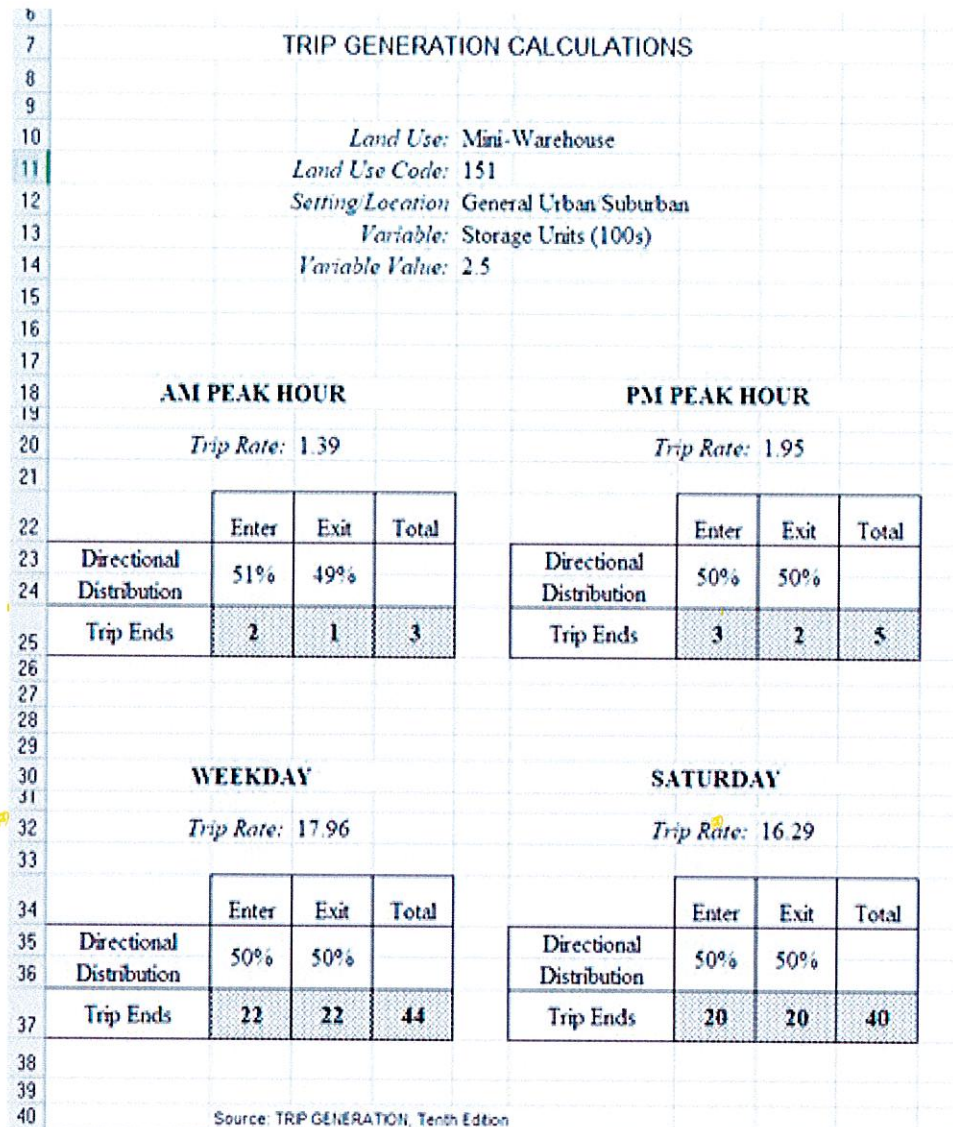 6
7 TRIP GENERATION CALCULATIONS
8
9
10 Land Use: Mini-Warehouse
11 Land Use Code: 151
12 Setting/Location General Urban/Suburban
13 Variable: Storage Units (100s)
14 Variable Value: 2.5
15
16
17
18 AM PEAK HOUR PM PEAK HOUR
19
20 Trip Rate: 1.39 Trip Rate: 1.95
21
22 Enter Exit Total Enter Exit Total
23 Directional 51% 49% Directional 50% 50%
24 Distribution Distribution
25 Trip Ends 2 1 3 Trip Ends 3 2 5
26
27
28
29
30 WEEKDAY SATURDAY
31
32 Trip Rate: 17.96 Trip Rate: 16.29
33
34 Enter Exit Total Enter Exit Total
35 Directional 50% 50% Directional 50% 50%
36 Distribution Distribution
37 Trip Ends 22 22 44 Trip Ends 20 20 40
38
39
40 Source: TRIP GENERATION, Tenth Edtion